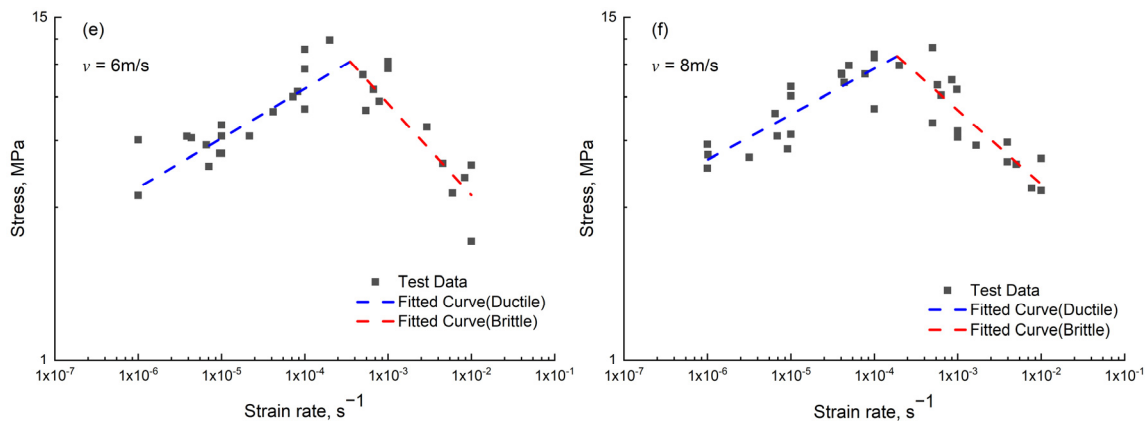 15
(e)
v = 6m/s
Stress, MPa
Test Data
Fitted Curve(Ductile)
Fitted Curve(Brittle)
1
1x10⁻⁷ 1x10⁻⁶ 1x10⁻⁵ 1x10⁻⁴ 1x10⁻³ 1x10⁻² 1x10⁻¹
Strain rate, s⁻¹
15
(f)
v = 8m/s
Stress, MPa
Test Data
Fitted Curve(Ductile)
Fitted Curve(Brittle)
1
1x10⁻⁷ 1x10⁻⁶ 1x10⁻⁵ 1x10⁻⁴ 1x10⁻³ 1x10⁻² 1x10⁻¹
Strain rate, s⁻¹